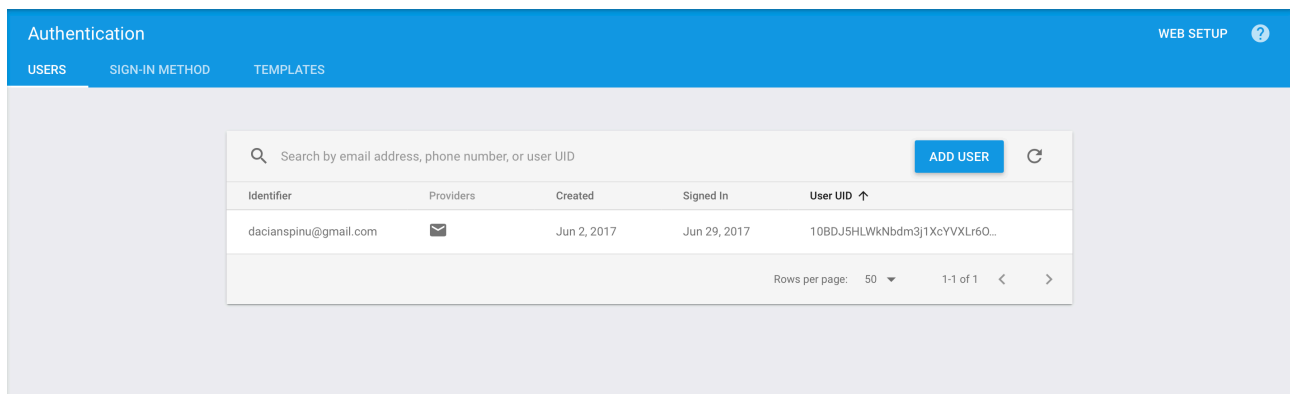 Authentication
WEB SETUP
?
USERS SIGN-IN METHOD TEMPLATES
Search by email address, phone number, or user UID
ADD USER
Identifier Providers Created Signed In User UID
dacianspinu@gmail.com Jun 2, 2017 Jun 29, 2017 10BDJ5HLWkNbdm3j1XcYVXLr6O...
Rows per page: 50 1-1 of 1